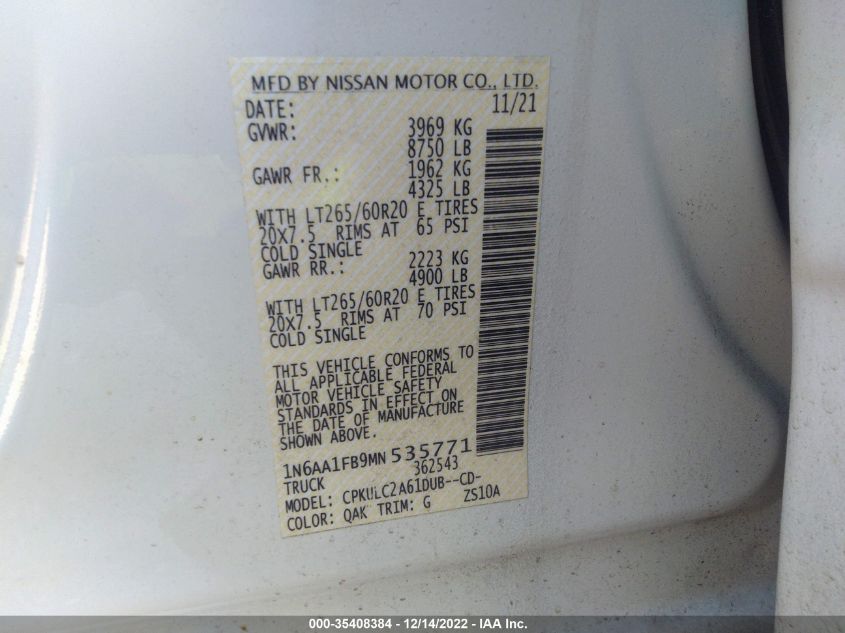 MFD BY NISSAN MOTOR CO., LTD.
DATE: 11/21
GVWR: 3969 KG
8750 LB
GAWR FR.: 1962 KG
4325 LB
WITH LT265/60R20 E TIRES
20X7.5 RIMS AT 65 PSI
COLD SINGLE
GAWR RR.: 2223 KG
4900 LB
WITH LT265/60R20 E TIRES
20X7.5 RIMS AT 70 PSI
COLD SINGLE
THIS VEHICLE CONFORMS TO
ALL APPLICABLE FEDERAL
MOTOR VEHICLE SAFETY
STANDARDS IN EFFECT ON
THE DATE OF MANUFACTURE
SHOWN ABOVE.
1N6AA1FB9MN 535771
TRUCK 362543
MODEL: CPKULC2A61DUB--CD-
COLOR: QAK TRIM: G ZS10A
000-35408384 - 12/14/2022 - IAA Inc.